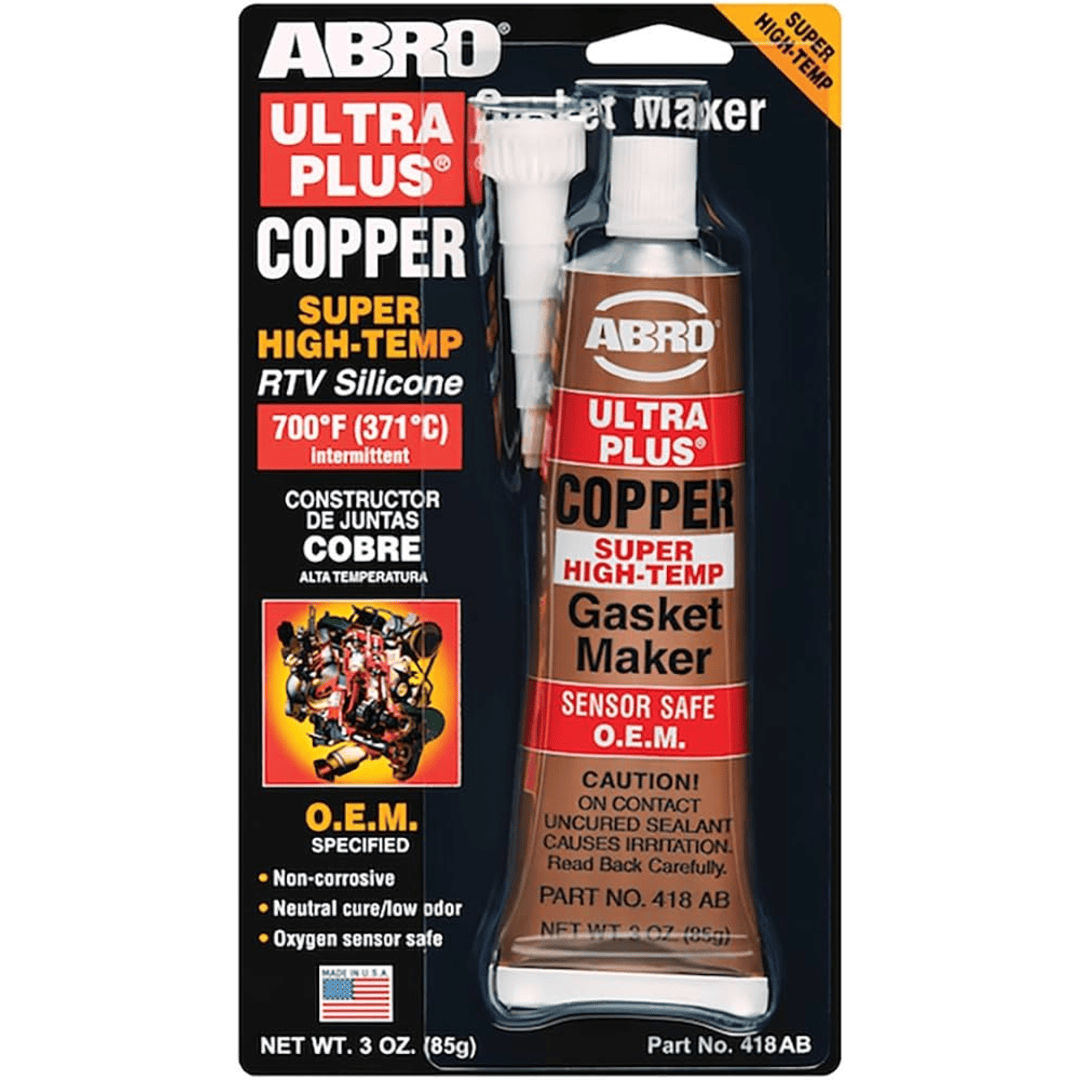 ABRO®
SUPER
HIGH-TEMP
Gasket Maker
ULTRA
PLUS®
COPPER
SUPER
HIGH-TEMP
RTV Silicone
700°F (371°C)
intermittent
CONSTRUCTOR
DE JUNTAS
COBRE
ALTA TEMPERATURA
O.E.M.
SPECIFIED
• Non-corrosive
• Neutral cure/low odor
• Oxygen sensor safe
MADE IN U.S.A.
NET WT. 3 OZ. (85g)
ABRO®
ULTRA
PLUS®
COPPER
SUPER
HIGH-TEMP
Gasket
Maker
SENSOR SAFE
O.E.M.
CAUTION!
ON CONTACT
UNCURED SEALANT
CAUSES IRRITATION.
Read Back Carefully.
PART NO. 418 AB
NET WT. 3 OZ. (85g)
Part No. 418AB